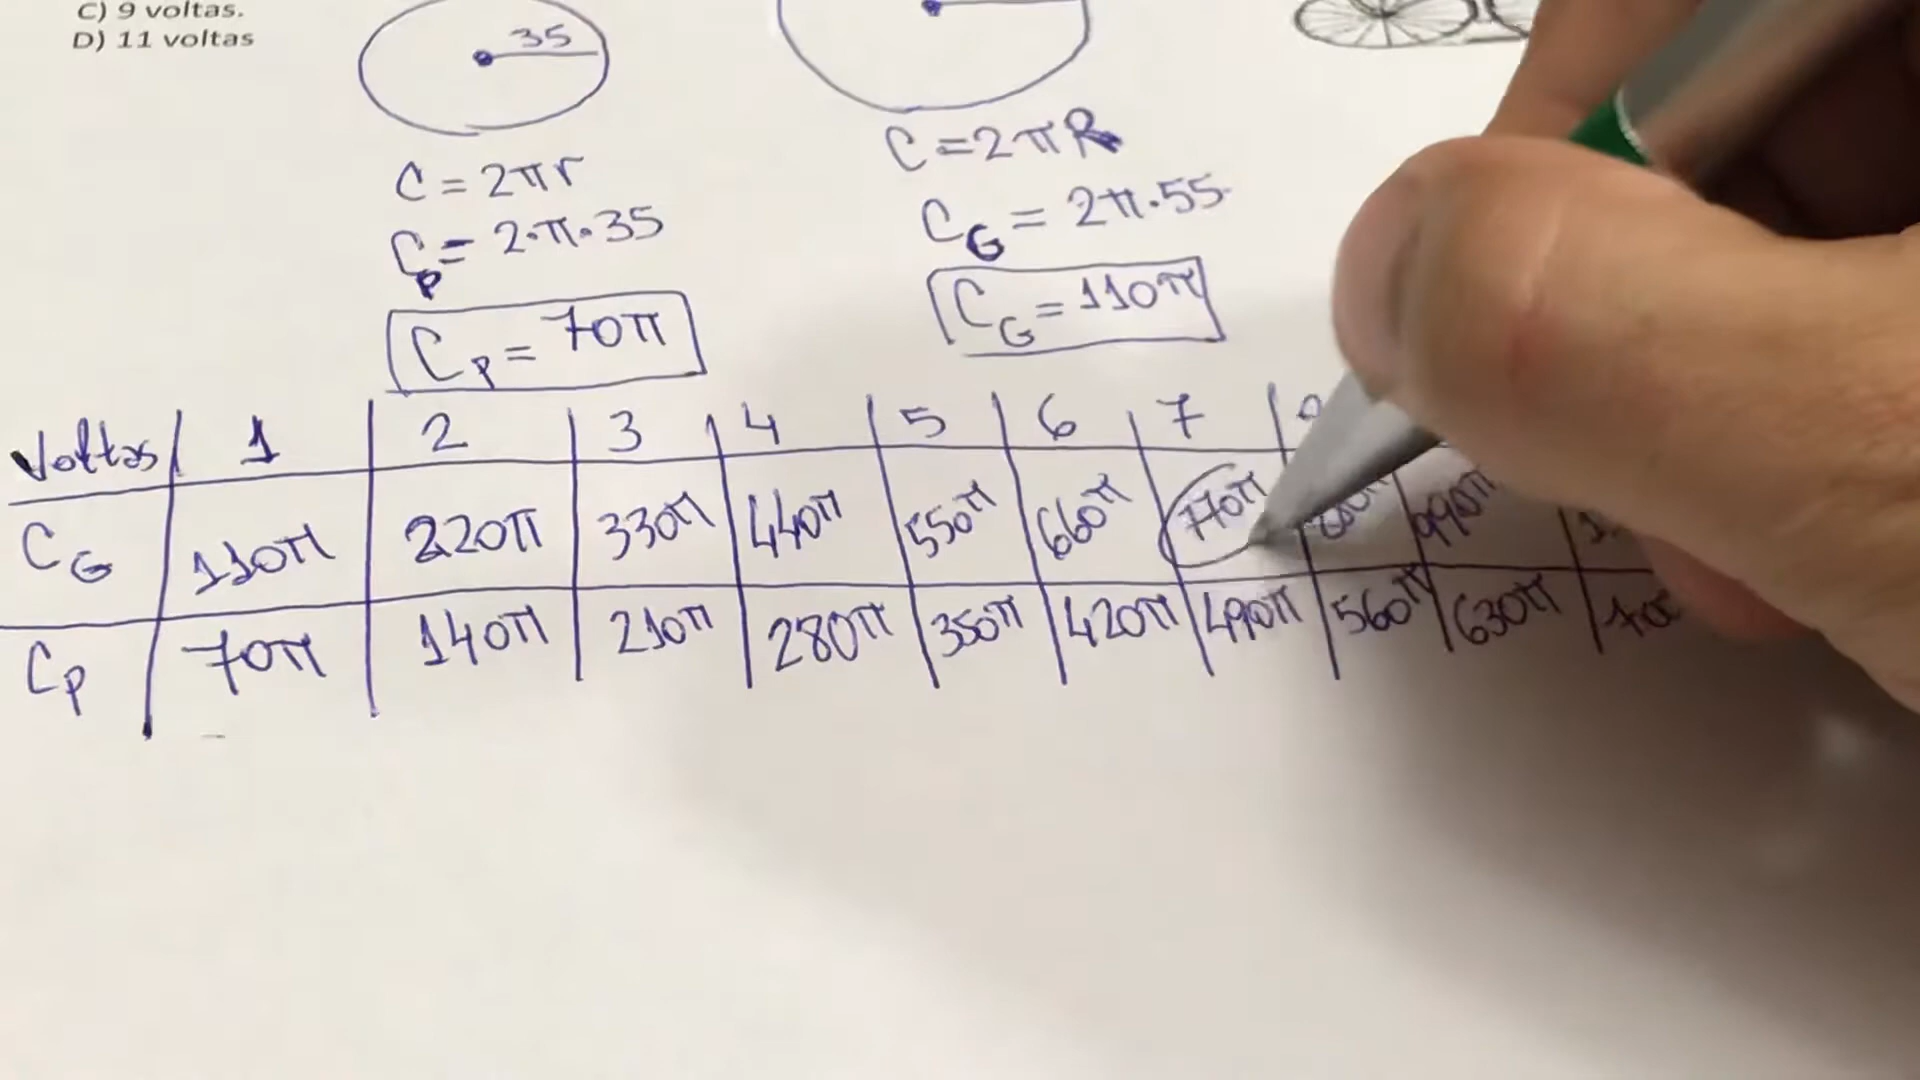 C) 9 voltas.
D) 11 voltas
35
C = 2πr
Cp = 2.π.35
Cp = 70π
C = 2πR
CG = 2π.55
CG = 110π
Voltas 1 2 3 4 5 6 7
CG 110π 220π 330π 440π 550π 660π 770π 880π 990π
Cp 70π 140π 210π 280π 350π 420π 490π 560π 630π